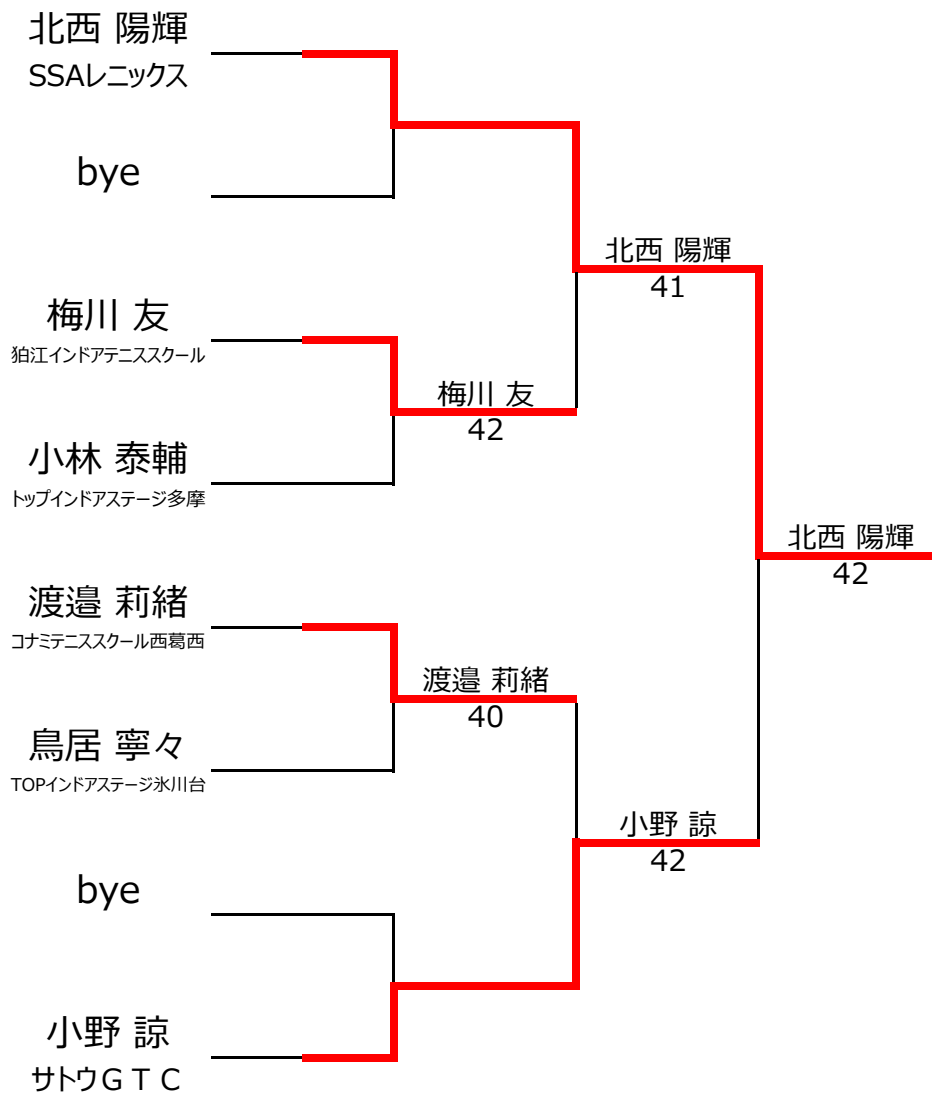 北西 陽輝
SSAレニックス
bye
梅川 友
狛江インドアテニススクール
小林 泰輔
トップインドアステージ多摩
渡邉 莉緒
コナミテニススクール西葛西
鳥居 寧々
TOPインドアステージ氷川台
bye
小野 諒
サトウＧＴＣ
梅川 友
42
渡邉 莉緒
40
北西 陽輝
41
小野 諒
42
北西 陽輝
42